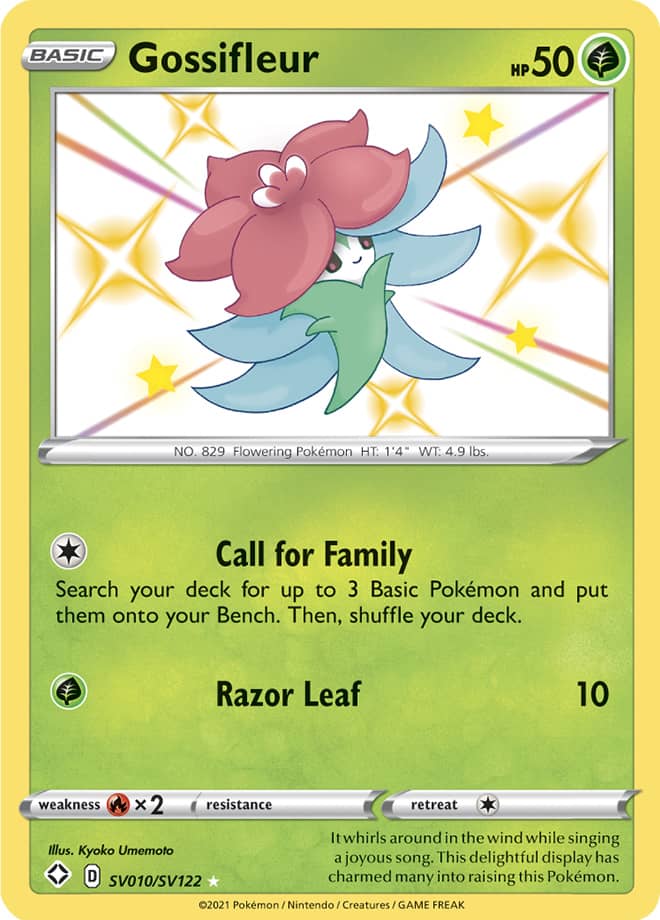 BASIC Gossifleur HP50
NO. 829 Flowering Pokémon HT: 1'4" WT: 4.9 lbs.
Call for Family
Search your deck for up to 3 Basic Pokémon and put
them onto your Bench. Then, shuffle your deck.
Razor Leaf 10
weakness ×2 resistance retreat
Illus. Kyoko Umemoto
D SV010/SV122
It whirls around in the wind while singing
a joyous song. This delightful display has
charmed many into raising this Pokémon.
©2021 Pokémon / Nintendo / Creatures / GAME FREAK